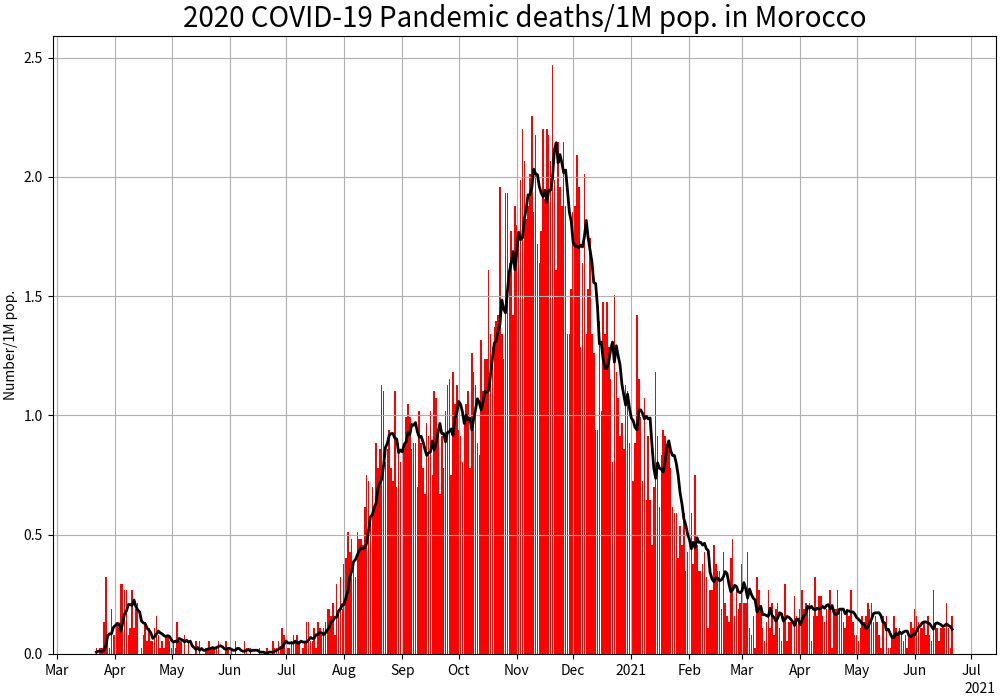 2020 COVID-19 Pandemic deaths/1M pop. in Morocco
Number/1M pop.
2.5
2.0
1.5
1.0
0.5
0.0
Mar Apr May Jun Jul Aug Sep Oct Nov Dec 2021 Feb Mar Apr May Jun Jul
2021